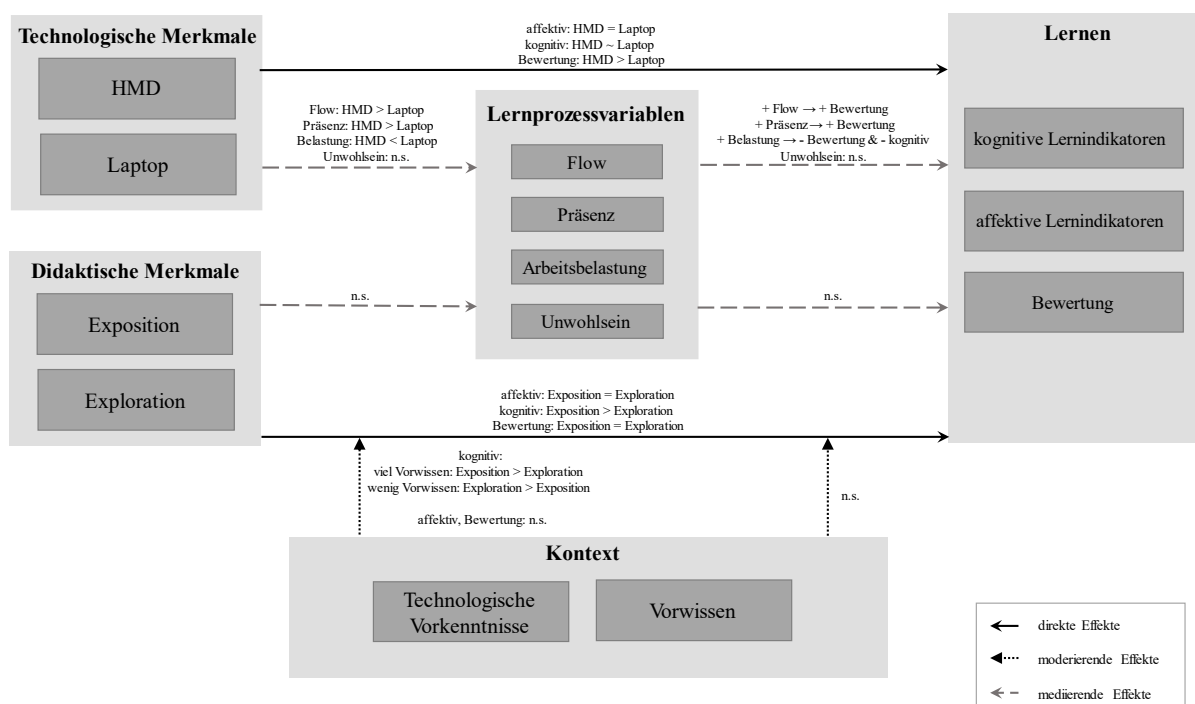 Technologische Merkmale
HMD
Laptop
affektiv: HMD = Laptop
kognitiv: HMD ~ Laptop
Bewertung: HMD > Laptop
Lernen
kognitive Lernindikatoren
affektive Lernindikatoren
Bewertung
Flow: HMD > Laptop
Präsenz: HMD > Laptop
Belastung: HMD < Laptop
Unwohlsein: n.s.
Lernprozessvariablen
Flow
Präsenz
Arbeitsbelastung
Unwohlsein
+ Flow → + Bewertung
+ Präsenz → + Bewertung
+ Belastung → - Bewertung & - kognitiv
Unwohlsein: n.s.
Didaktische Merkmale
Exposition
Exploration
n.s.
n.s.
affektiv: Exposition = Exploration
kognitiv: Exposition > Exploration
Bewertung: Exposition = Exploration
kognitiv:
viel Vorwissen: Exposition > Exploration
wenig Vorwissen: Exploration > Exposition
affektiv, Bewertung: n.s.
n.s.
Kontext
Technologische
Vorkenntnisse
Vorwissen
direkte Effekte
moderierende Effekte
mediierende Effekte